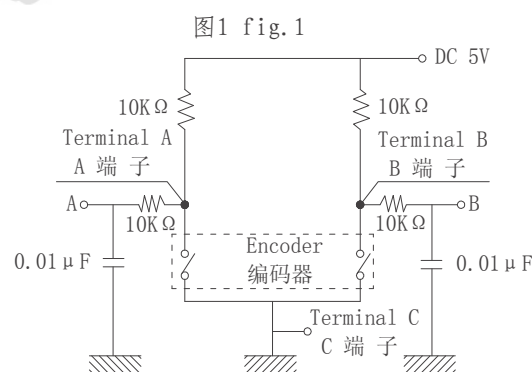 图1 fig.1
DC 5V
10KΩ
10KΩ
Terminal A
A 端 子
Terminal B
B 端 子
A
10KΩ
10KΩ
B
0.01μF
Encoder
编码器
0.01μF
Terminal C
C 端 子